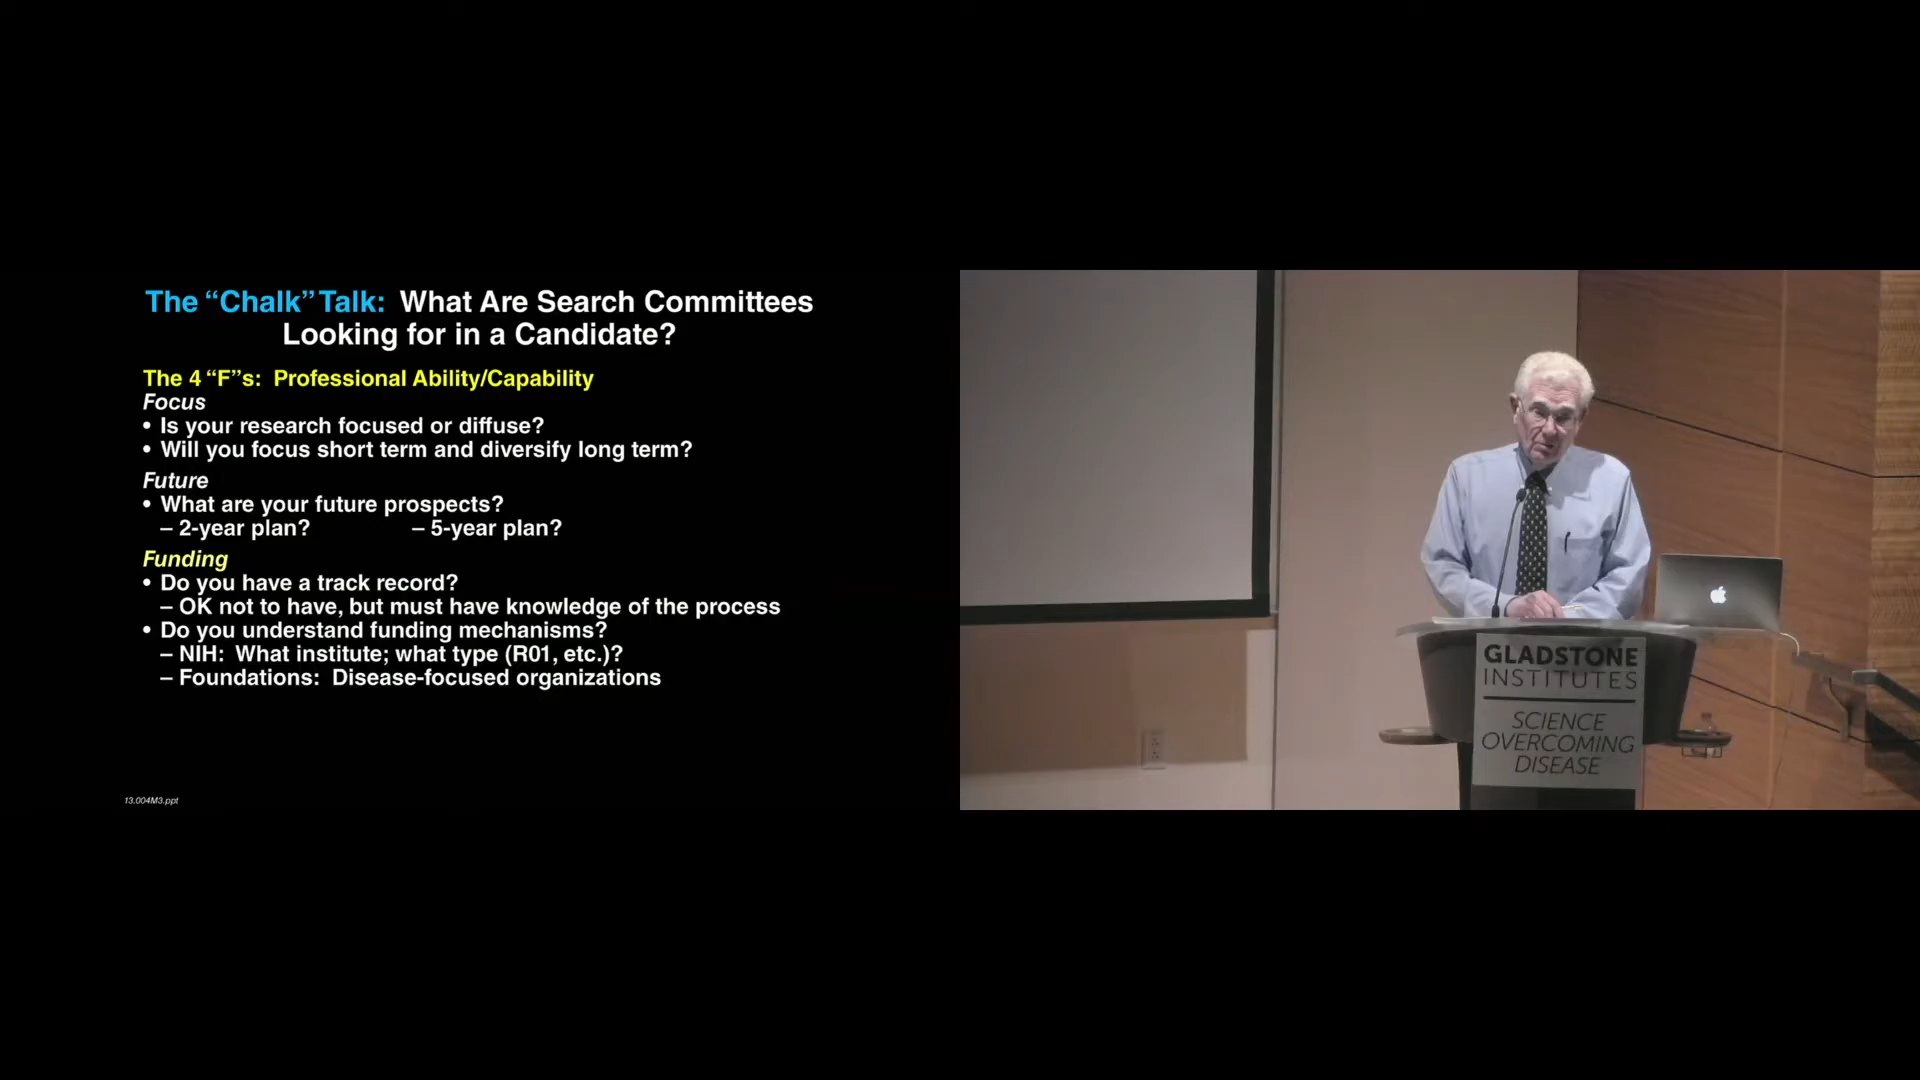 The “Chalk” Talk: What Are Search Committees
Looking for in a Candidate?
The 4 “F”s: Professional Ability/Capability
Focus
• Is your research focused or diffuse?
• Will you focus short term and diversify long term?
Future
• What are your future prospects?
– 2-year plan? – 5-year plan?
Funding
• Do you have a track record?
– OK not to have, but must have knowledge of the process
• Do you understand funding mechanisms?
– NIH: What institute; what type (R01, etc.)?
– Foundations: Disease-focused organizations
13.004M3.ppt
GLADSTONE
INSTITUTES
SCIENCE
OVERCOMING
DISEASE